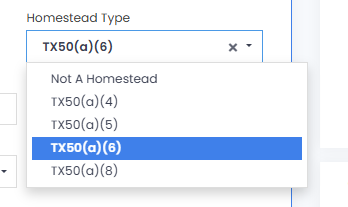 Homestead Type
TX50(a)(6)
Not A Homestead
TX50(a)(4)
TX50(a)(5)
TX50(a)(6)
TX50(a)(8)